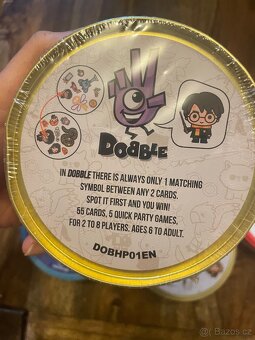 DOBBLE
IN DOBBLE THERE IS ALWAYS ONLY 1 MATCHING
SYMBOL BETWEEN ANY 2 CARDS.
SPOT IT FIRST AND YOU WIN!
55 CARDS, 5 QUICK PARTY GAMES,
FOR 2 TO 8 PLAYERS. AGES 6 TO ADULT.
DOBHP01EN
© Bazos.cz